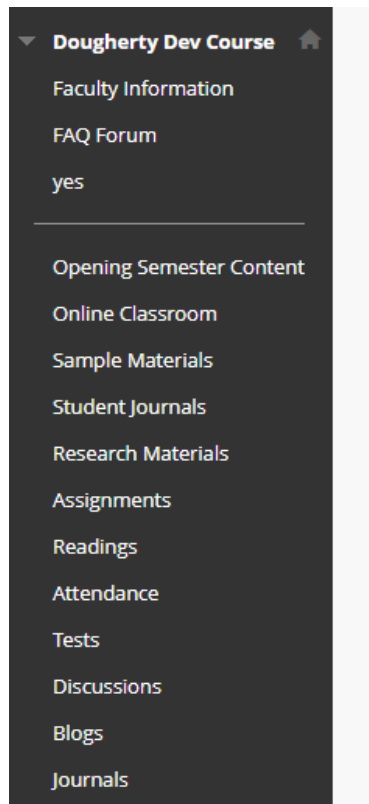 Dougherty Dev Course
Faculty Information
FAQ Forum
yes
Opening Semester Content
Online Classroom
Sample Materials
Student Journals
Research Materials
Assignments
Readings
Attendance
Tests
Discussions
Blogs
Journals